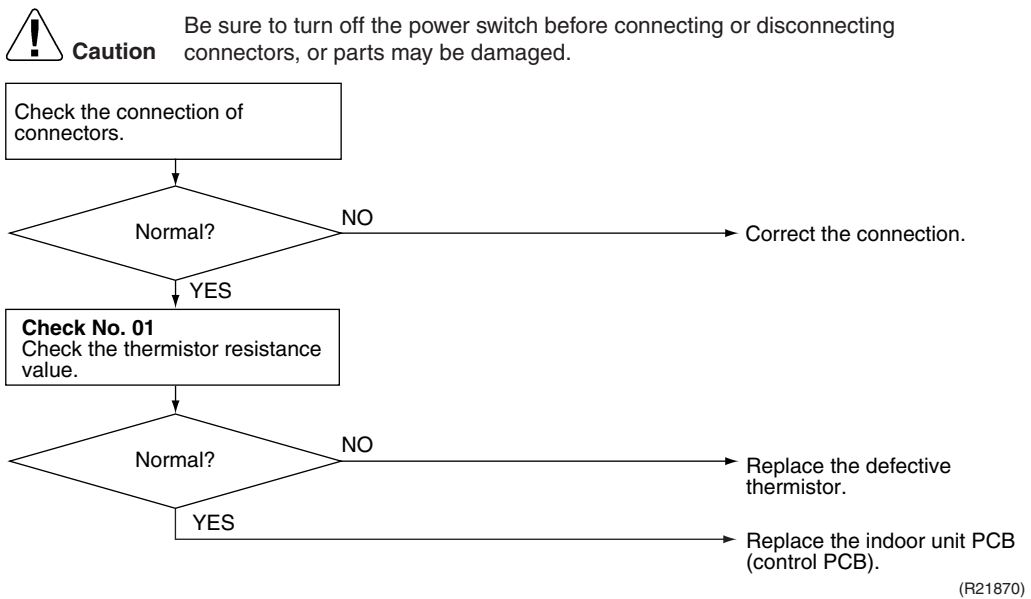 Be sure to turn off the power switch before connecting or disconnecting
Caution connectors, or parts may be damaged.
Check the connection of
connectors.
Normal?
NO
Correct the connection.
YES
Check No. 01
Check the thermistor resistance
value.
Normal?
NO
Replace the defective
thermistor.
YES
Replace the indoor unit PCB
(control PCB).
(R21870)